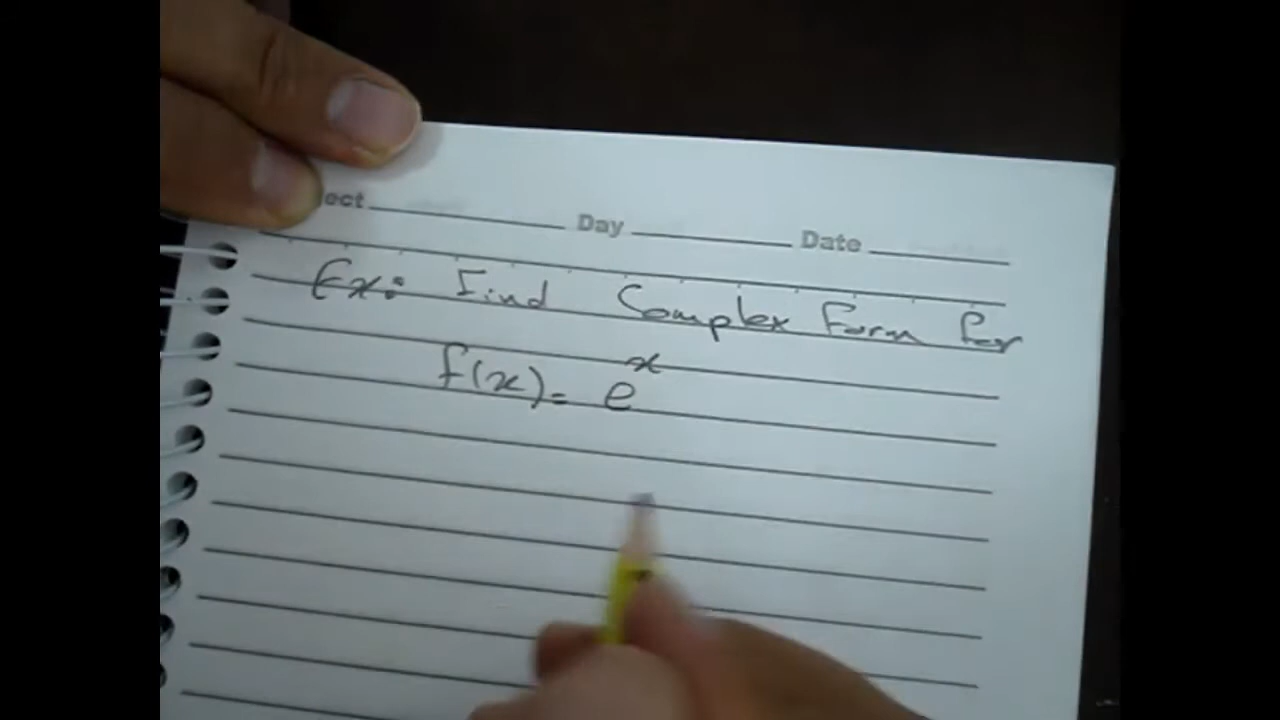 ect Day Date
Ex: Find Complex Form for
f(x) = e^x